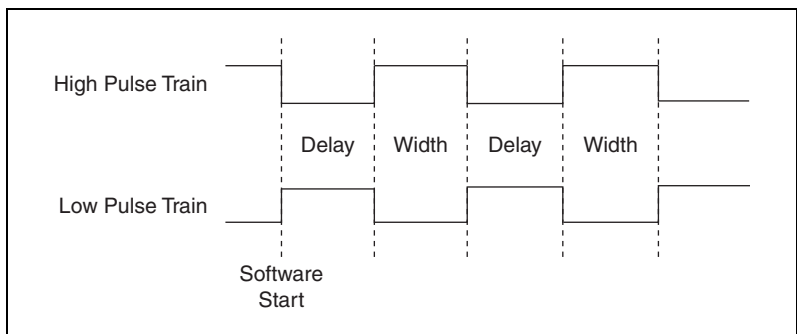 High Pulse Train
Delay Width Delay Width
Low Pulse Train
Software
Start